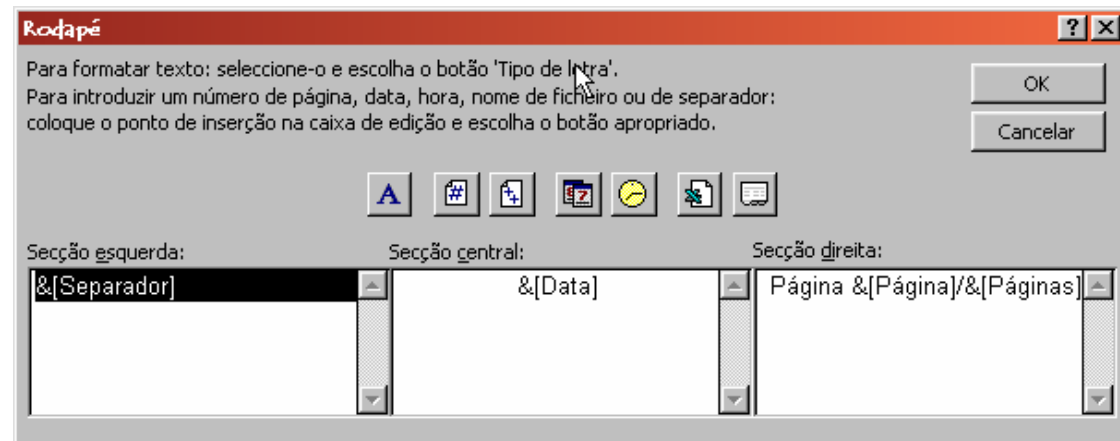 Rodapé
Para formatar texto: seleccione-o e escolha o botão 'Tipo de letra'.
Para introduzir um número de página, data, hora, nome de ficheiro ou de separador:
coloque o ponto de inserção na caixa de edição e escolha o botão apropriado.
OK
Cancelar
A
Secção esquerda: Secção central: Secção direita:
&[Separador] &[Data] Página &[Página]/&[Páginas]